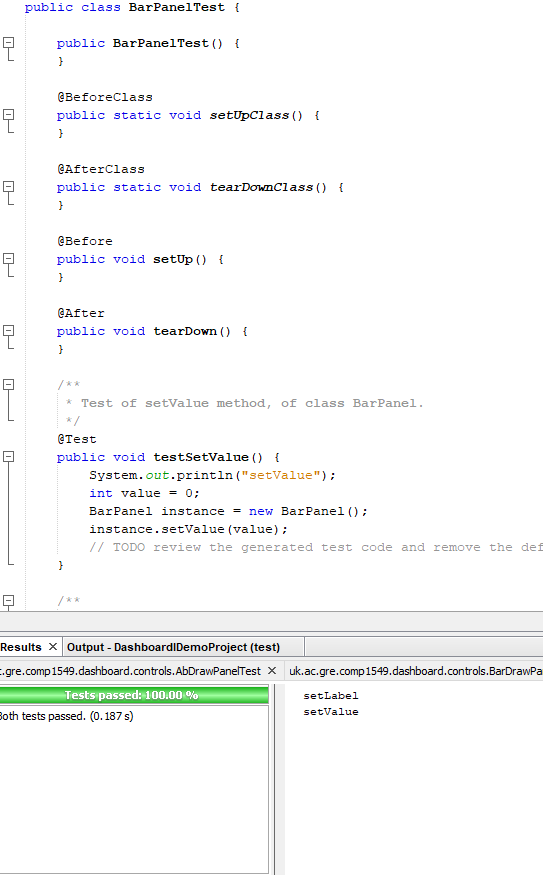 public class BarPanelTest {
public BarPanelTest() {
}
@BeforeClass
public static void setUpClass() {
}
@AfterClass
public static void tearDownClass() {
}
@Before
public void setUp() {
}
@After
public void tearDown() {
}
/**
* Test of setValue method, of class BarPanel.
*/
@Test
public void testSetValue() {
System.out.println("setValue");
int value = 0;
BarPanel instance = new BarPanel();
instance.setValue(value);
// TODO review the generated test code and remove the def
}
/**
Results × Output - DashboardIDemoProject (test)
c.gre.comp1549.dashboard.controls.AbDrawPanelTest × uk.ac.gre.comp1549.dashboard.controls.BarDrawPan
Tests passed: 100.00 %
Both tests passed. (0.187 s)
setLabel
setValue